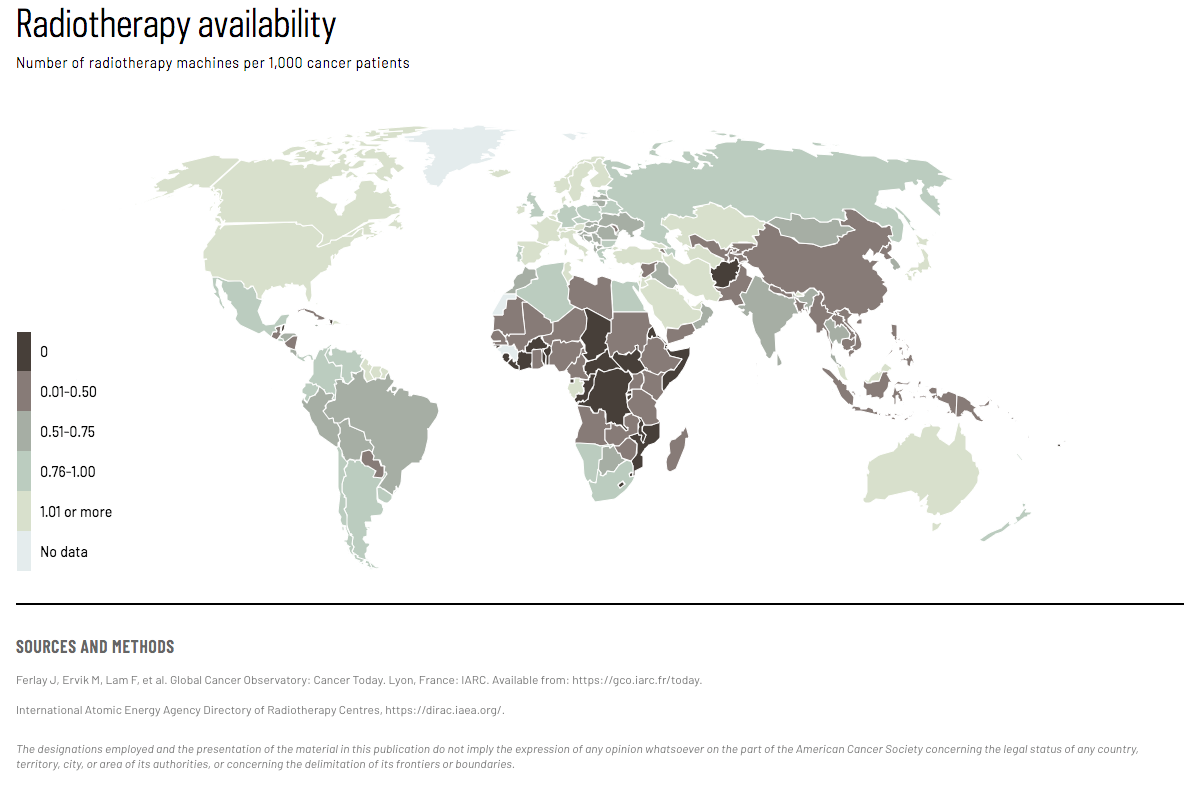 Radiotherapy availability
Number of radiotherapy machines per 1,000 cancer patients
0
0.01-0.50
0.51-0.75
0.76-1.00
1.01 or more
No data
SOURCES AND METHODS
Ferlay J, Ervik M, Lam F, et al. Global Cancer Observatory: Cancer Today. Lyon, France: IARC. Available from: https://gco.iarc.fr/today.
International Atomic Energy Agency Directory of Radiotherapy Centres, https://dirac.iaea.org/.
The designations employed and the presentation of the material in this publication do not imply the expression of any opinion whatsoever on the part of the American Cancer Society concerning the legal status of any country,
territory, city, or area of its authorities, or concerning the delimitation of its frontiers or boundaries.